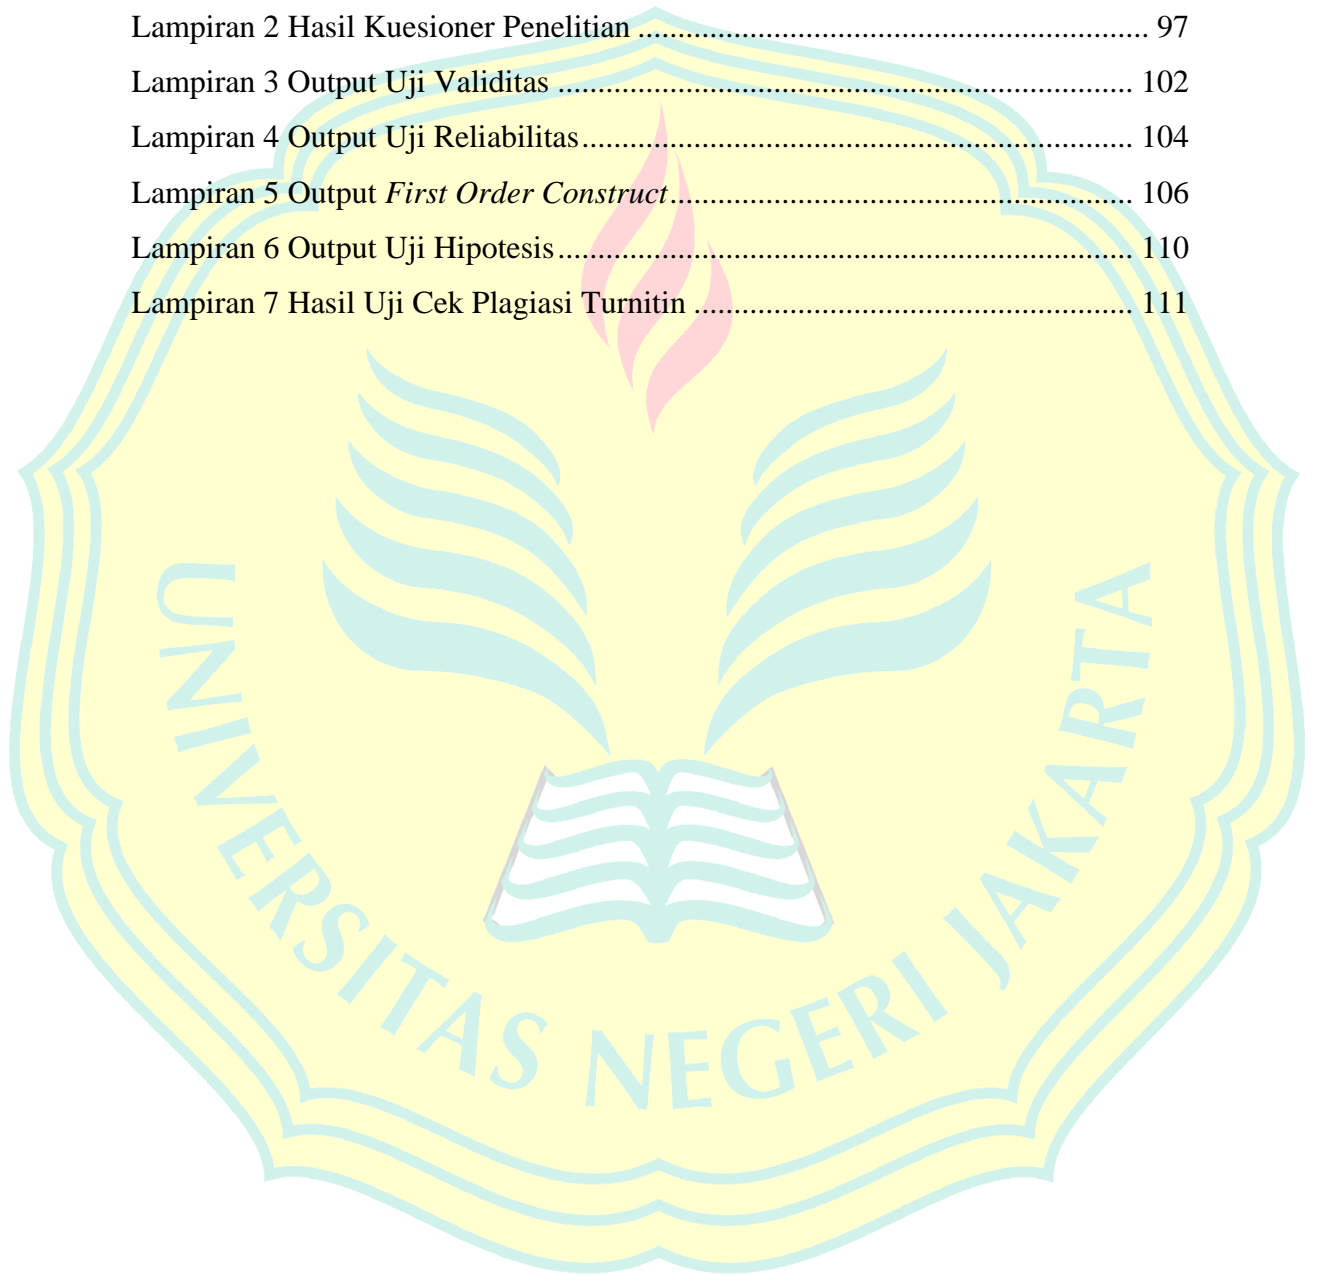 Lampiran 2 Hasil Kuesioner Penelitian ................................................................ 97
Lampiran 3 Output Uji Validitas ........................................................................ 102
Lampiran 4 Output Uji Reliabilitas..................................................................... 104
Lampiran 5 Output First Order Construct.......................................................... 106
Lampiran 6 Output Uji Hipotesis........................................................................ 110
Lampiran 7 Hasil Uji Cek Plagiasi Turnitin ....................................................... 111
UNIVERSITAS NEGERI JAKARTA